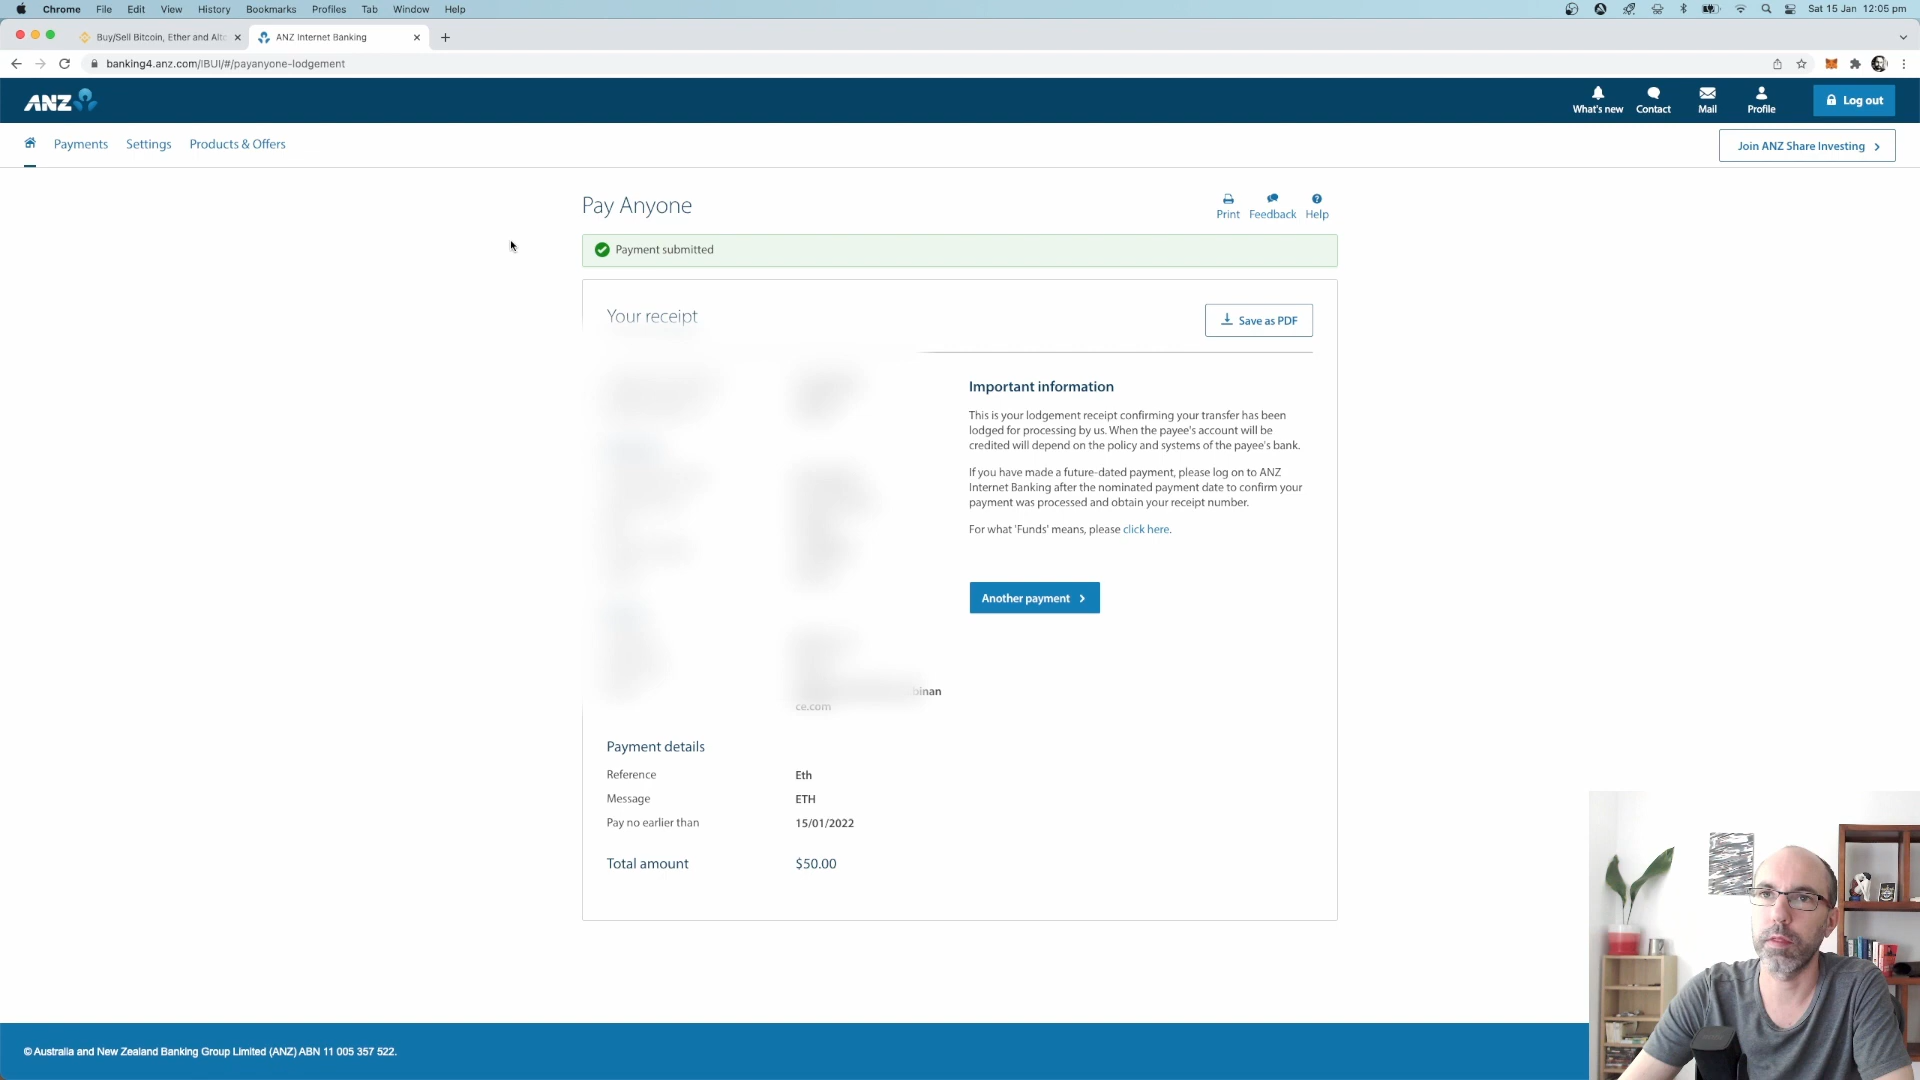 Chrome File Edit View History Bookmarks Profiles Tab Window Help
Sat 15 Jan 12:05 pm
Buy/Sell Bitcoin, Ether and Altc
ANZ Internet Banking
banking4.anz.com/IBUI/#/payanyone-lodgement
ANZ
What's new
Contact
Mail
Profile
Log out
Payments
Settings
Products & Offers
Join ANZ Share Investing
Pay Anyone
Print
Feedback
Help
Payment submitted
Your receipt
Save as PDF
Important information
This is your lodgement receipt confirming your transfer has been
lodged for processing by us. When the payee's account will be
credited will depend on the policy and systems of the payee's bank.
If you have made a future-dated payment, please log on to ANZ
Internet Banking after the nominated payment date to confirm your
payment was processed and obtain your receipt number.
For what 'Funds' means, please click here.
Another payment
binan
ce.com
Payment details
Reference Eth
Message ETH
Pay no earlier than 15/01/2022
Total amount $50.00
© Australia and New Zealand Banking Group Limited (ANZ) ABN 11 005 357 522.